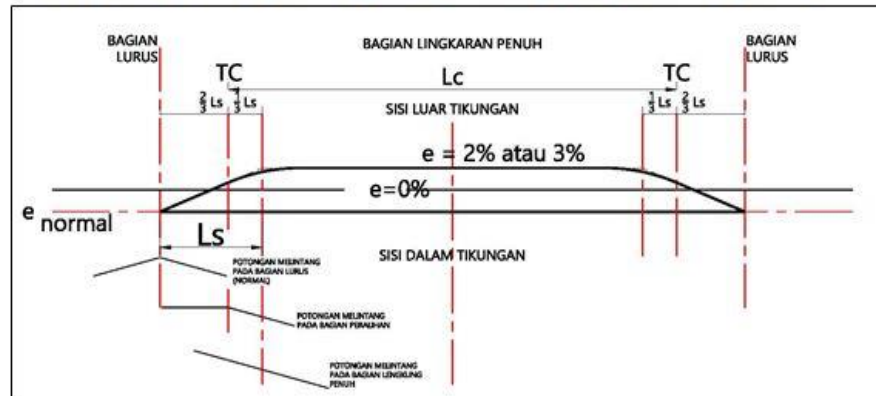 BAGIAN
LURUS
BAGIAN LINGKARAN PENUH
BAGIAN
LURUS
TC
Lc
TC
2/3 Ls
1/3 Ls
SISI LUAR TIKUNGAN
1/3 Ls
2/3 Ls
e = 2% atau 3%
e=0%
e normal
Ls
SISI DALAM TIKUNGAN
POTONGAN MELINTANG
PADA BAGIAN LURUS
(NORMAL)
POTONGAN MELINTANG
PADA BAGIAN PERALIHAN
POTONGAN MELINTANG
PADA BAGIAN LENGKUNG
PENUH